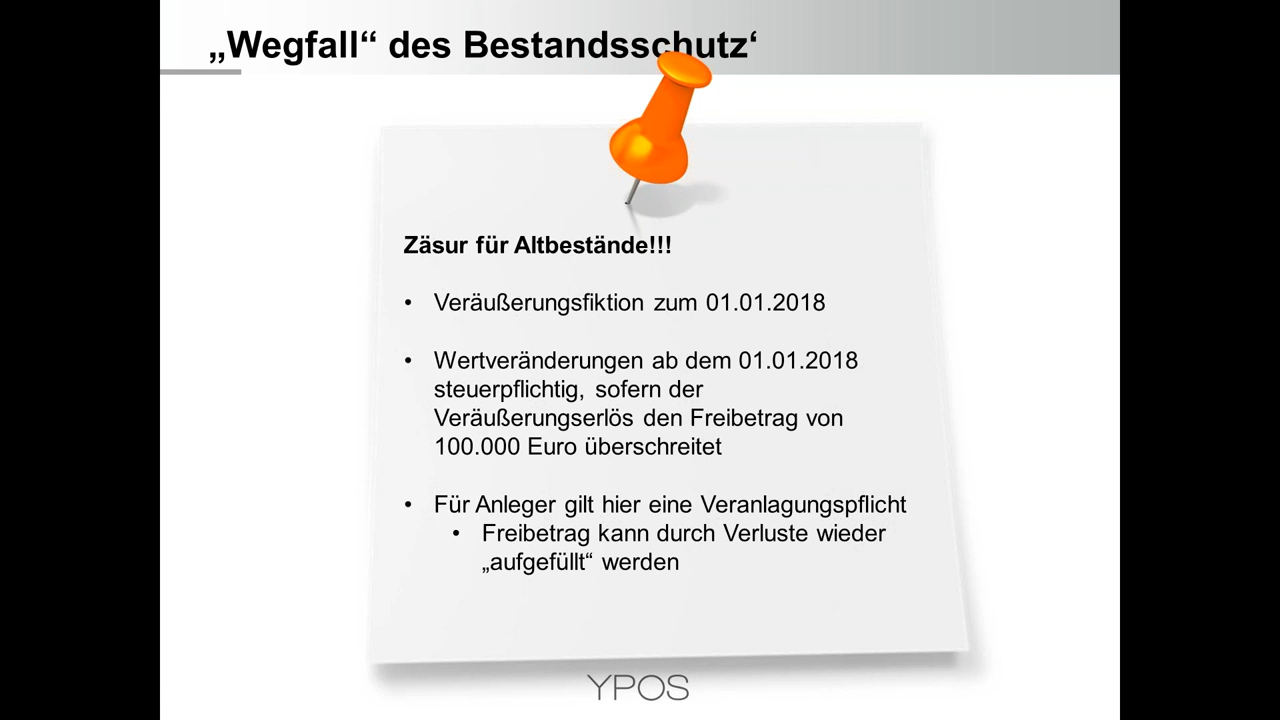 „Wegfall“ des Bestandsschutz‘
Zäsur für Altbestände!!!
• Veräußerungsfiktion zum 01.01.2018
• Wertveränderungen ab dem 01.01.2018
steuerpflichtig, sofern der
Veräußerungserlös den Freibetrag von
100.000 Euro überschreitet
• Für Anleger gilt hier eine Veranlagungspflicht
• Freibetrag kann durch Verluste wieder
„aufgefüllt“ werden
YPOS